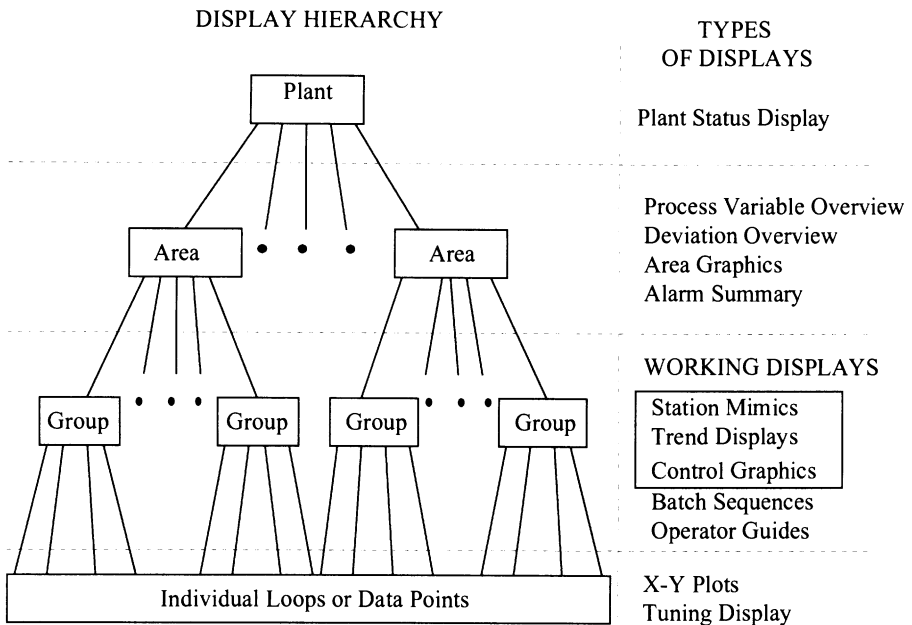 DISPLAY HIERARCHY
TYPES
OF DISPLAYS
Plant
Plant Status Display
Area
Area
Process Variable Overview
Deviation Overview
Area Graphics
Alarm Summary
WORKING DISPLAYS
Group
Group
Group
Group
Station Mimics
Trend Displays
Control Graphics
Batch Sequences
Operator Guides
Individual Loops or Data Points
X-Y Plots
Tuning Display